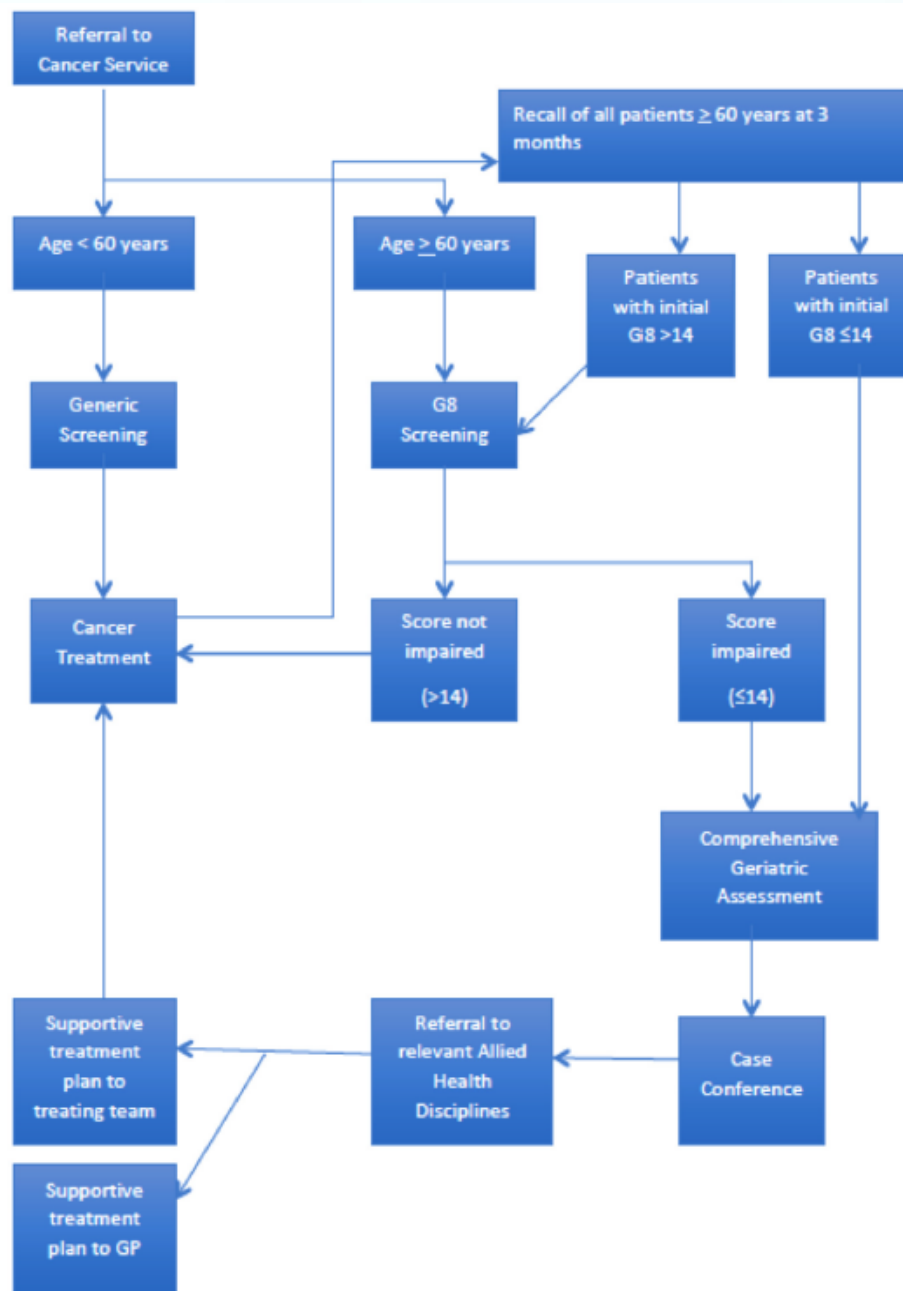 Referral to
Cancer Service
Recall of all patients ≥ 60 years at 3
months
Age < 60 years
Age ≥ 60 years
Patients
with initial
G8 >14
Patients
with initial
G8 ≤14
Generic
Screening
G8
Screening
Cancer
Treatment
Score not
impaired
(>14)
Score
impaired
(≤14)
Comprehensive
Geriatric
Assessment
Supportive
treatment
plan to
treating team
Referral to
relevant Allied
Health
Disciplines
Case
Conference
Supportive
treatment
plan to GP